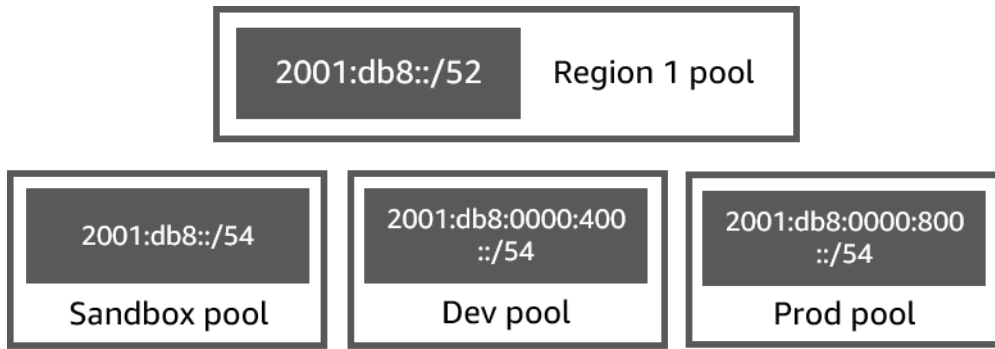 2001:db8::/52
Region 1 pool
2001:db8::/54
Sandbox pool
2001:db8:0000:400
::/54
Dev pool
2001:db8:0000:800
::/54
Prod pool